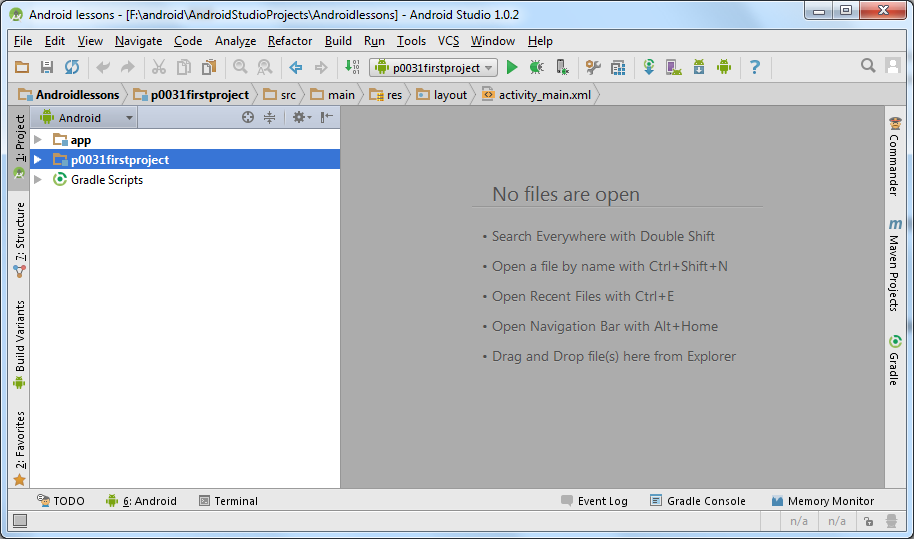 Android lessons - [F:\android\AndroidStudioProjects\Androidlessons] - Android Studio 1.0.2
File Edit View Navigate Code Analyze Refactor Build Run Tools VCS Window Help
p0031firstproject
Androidlessons p0031firstproject src main res layout activity_main.xml
1: Project
7: Structure
Build Variants
2: Favorites
Android
app
p0031firstproject
Gradle Scripts
No files are open
• Search Everywhere with Double Shift
• Open a file by name with Ctrl+Shift+N
• Open Recent Files with Ctrl+E
• Open Navigation Bar with Alt+Home
• Drag and Drop file(s) here from Explorer
Commander
m Maven Projects
Gradle
TODO 6: Android Terminal Event Log Gradle Console Memory Monitor
n/a n/a